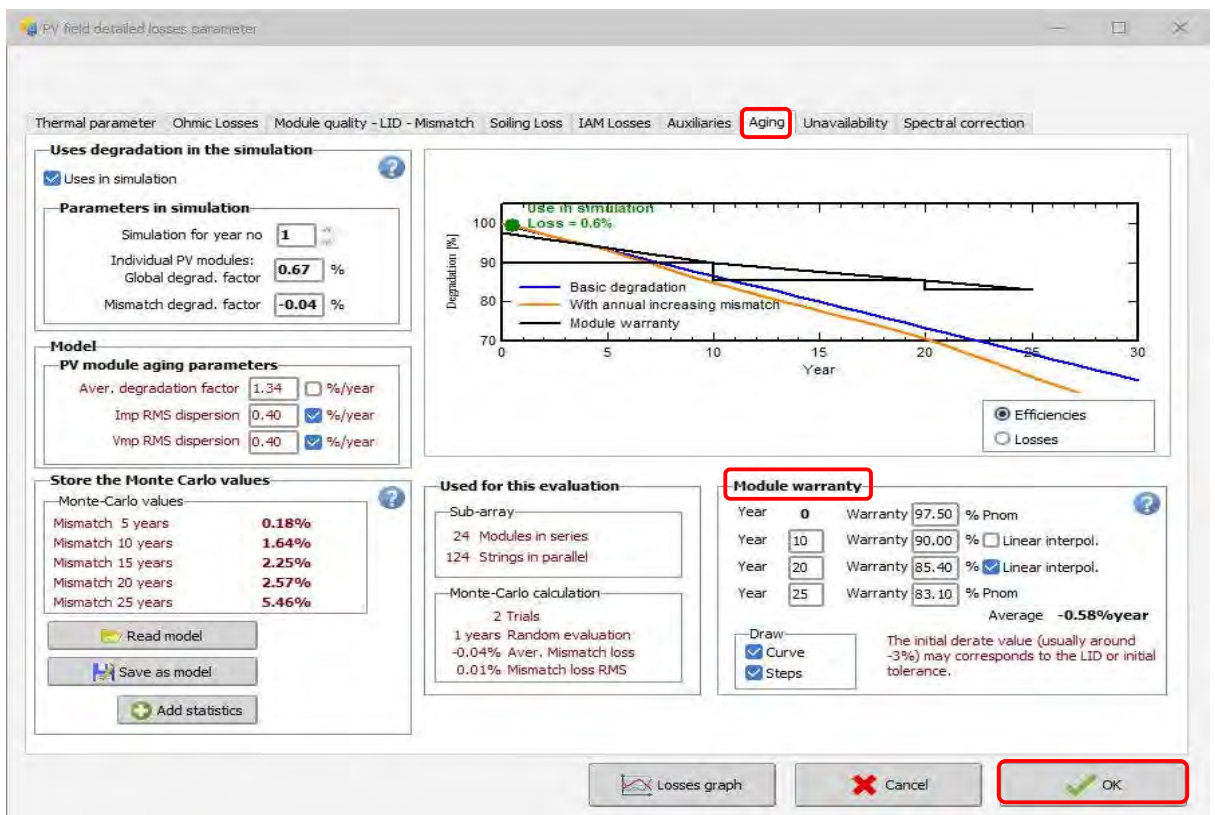 PV field detailed losses parameter
Thermal parameter Ohmic Losses Module quality - LID - Mismatch Soiling Loss IAM Losses Auxiliaries Aging Unavailability Spectral correction
Uses degradation in the simulation
Uses in simulation
Parameters in simulation
Simulation for year no 1
Individual PV modules:
Global degrad. factor 0.67 %
Mismatch degrad. factor -0.04 %
Model
PV module aging parameters
Aver. degradation factor 1.34 %/year
Imp RMS dispersion 0.40 %/year
Vmp RMS dispersion 0.40 %/year
Use in simulation
Loss = 0.6%
Degradation [%]
100
90
80
70
Basic degradation
With annual increasing mismatch
Module warranty
0 5 10 15 20 25 30
Year
Efficiencies
Losses
Store the Monte Carlo values
Monte-Carlo values
Mismatch 5 years 0.18%
Mismatch 10 years 1.64%
Mismatch 15 years 2.25%
Mismatch 20 years 2.57%
Mismatch 25 years 5.46%
Read model
Save as model
Add statistics
Used for this evaluation
Sub-array
24 Modules in series
124 Strings in parallel
Monte-Carlo calculation
2 Trials
1 years Random evaluation
-0.04% Aver. Mismatch loss
0.01% Mismatch loss RMS
Module warranty
Year 0 Warranty 97.50 % Pnom
Year 10 Warranty 90.00 % Linear interpol.
Year 20 Warranty 85.40 % Linear interpol.
Year 25 Warranty 83.10 % Pnom
Average -0.58%year
Draw
Curve
Steps
The initial derate value (usually around
-3%) may corresponds to the LID or initial
tolerance.
Losses graph Cancel OK